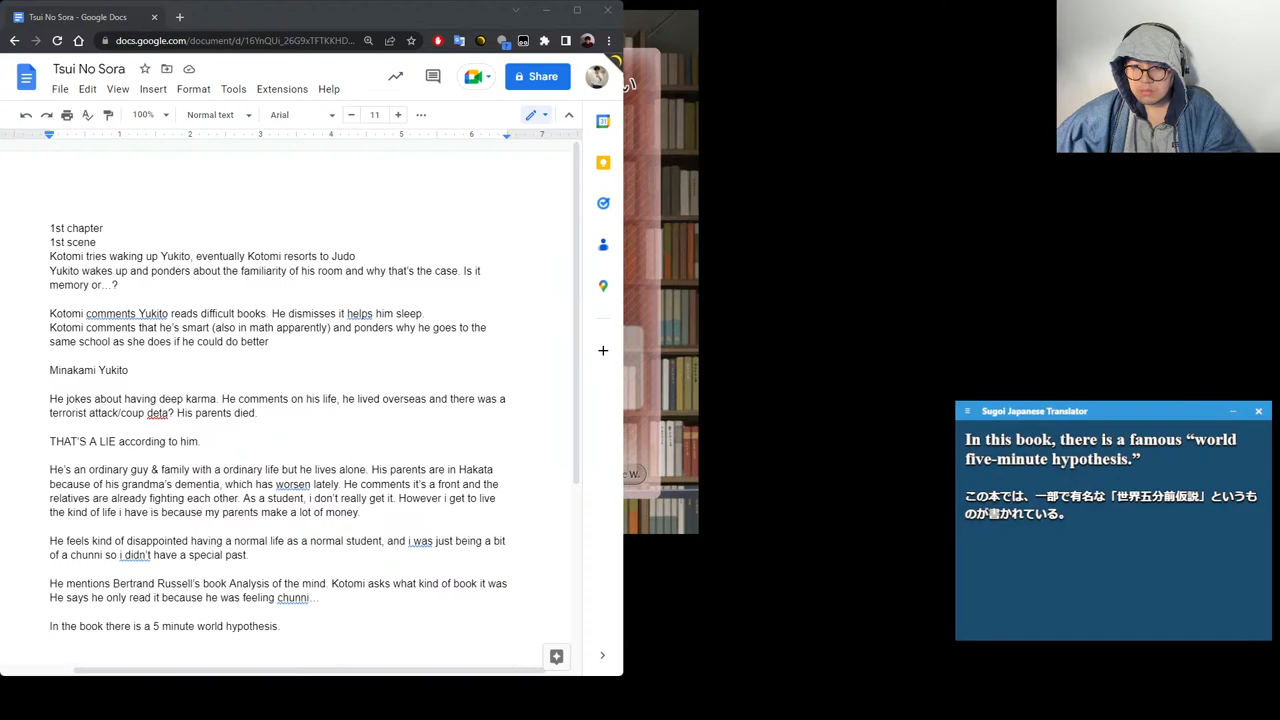 Tsui No Sora - Google Docs
docs.google.com/document/d/16YnQUi_26G9xTFTKKHD...
Tsui No Sora
Share
File Edit View Insert Format Tools Extensions Help
100% Normal text Arial 11
1 2 3 4 5 6 7
31
1st chapter
1st scene
Kotomi tries waking up Yukito, eventually Kotomi resorts to Judo
Yukito wakes up and ponders about the familiarity of his room and why that's the case. Is it
memory or…?
Kotomi comments Yukito reads difficult books. He dismisses it helps him sleep.
Kotomi comments that he's smart (also in math apparently) and ponders why he goes to the
same school as she does if he could do better
Minakami Yukito
He jokes about having deep karma. He comments on his life, he lived overseas and there was a
terrorist attack/coup deta? His parents died.
THAT'S A LIE according to him.
He's an ordinary guy & family with a ordinary life but he lives alone. His parents are in Hakata
because of his grandma's dementia, which has worsen lately. He comments it's a front and the
relatives are already fighting each other. As a student, i don't really get it. However i get to live
the kind of life i have is because my parents make a lot of money.
He feels kind of disappointed having a normal life as a normal student, and i was just being a bit
of a chunni so i didn't have a special past.
He mentions Bertrand Russell's book Analysis of the mind. Kotomi asks what kind of book it was
He says he only read it because he was feeling chunni…
In the book there is a 5 minute world hypothesis.
Sugoi Japanese Translator
In this book, there is a famous “world
five-minute hypothesis.”
この本では、一部で有名な「世界五分前仮説」というも
のが書かれている。